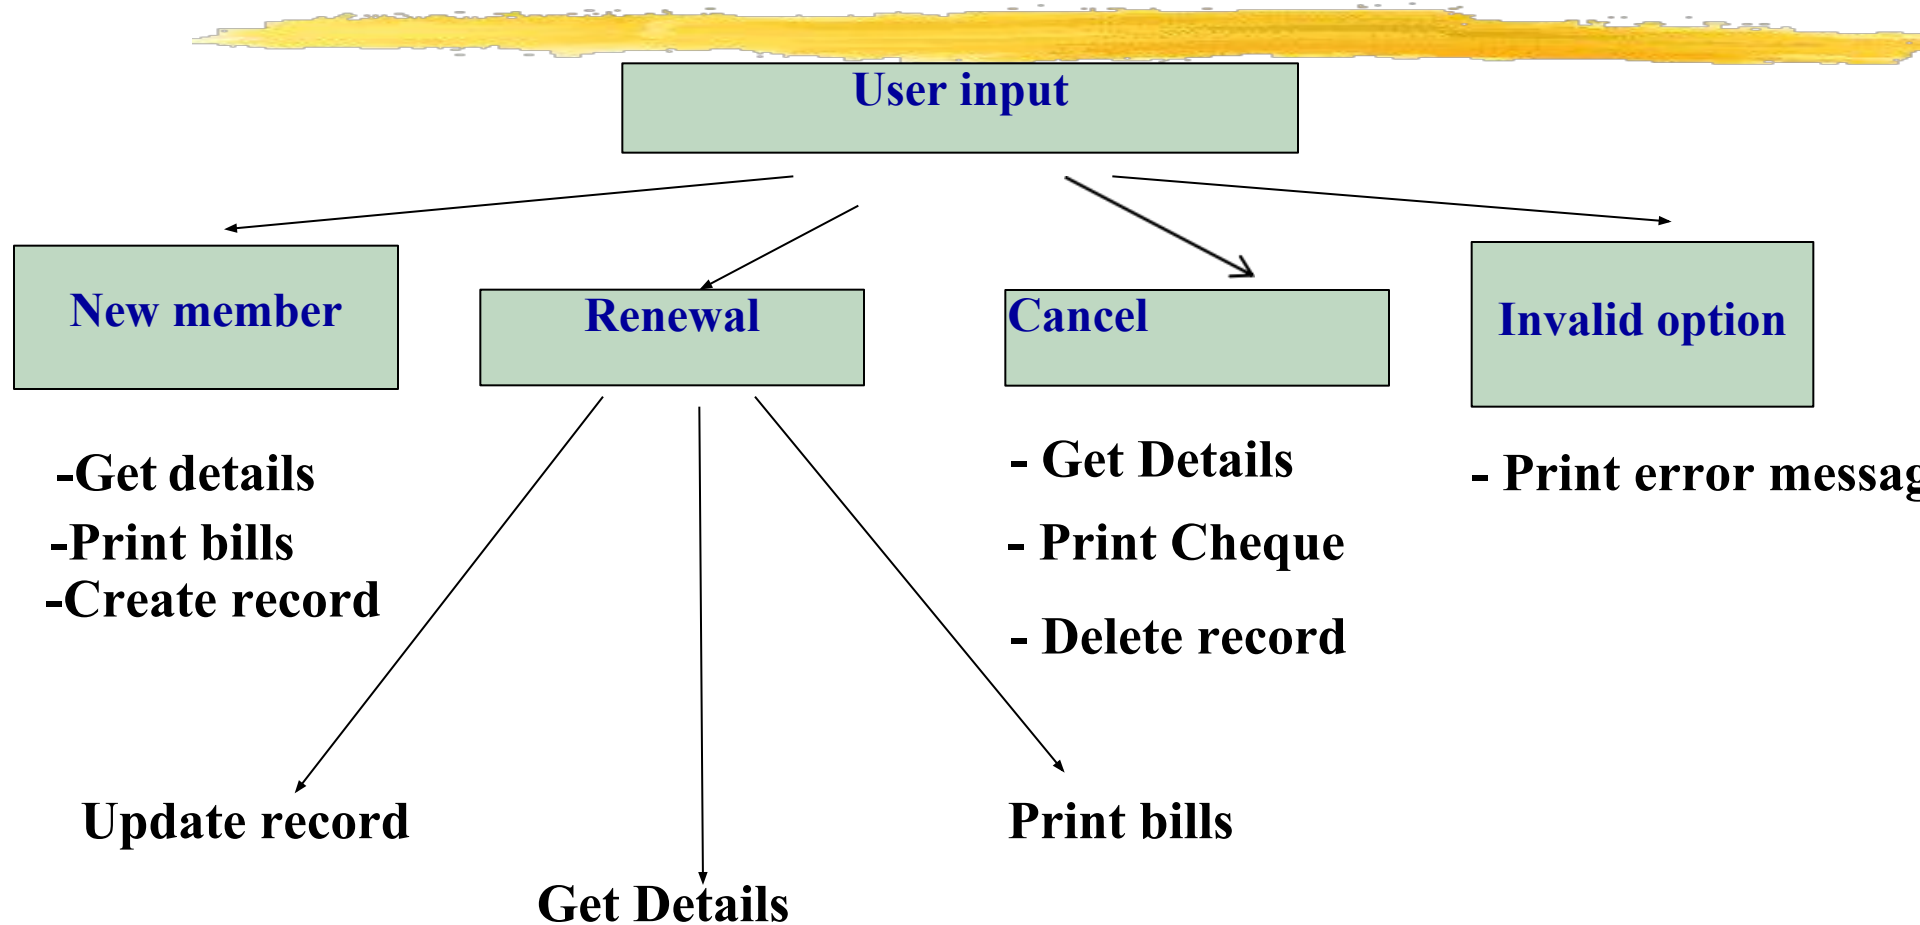 User input
New member
Renewal
Cancel
Invalid option
-Get details
-Print bills
-Create record
- Get Details
- Print Cheque
- Delete record
- Print error messag
Update record
Get Details
Print bills